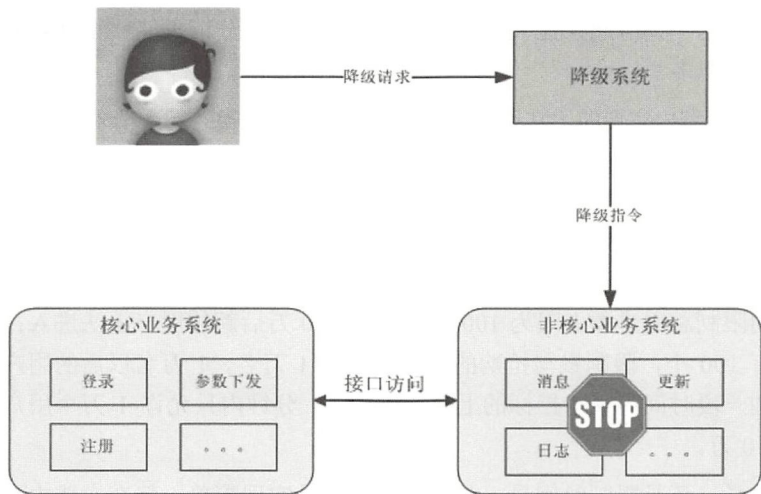 降级请求
降级系统
降级指令
核心业务系统
登录
参数下发
注册
。。。
接口访问
非核心业务系统
消息
更新
STOP
日志
。。。